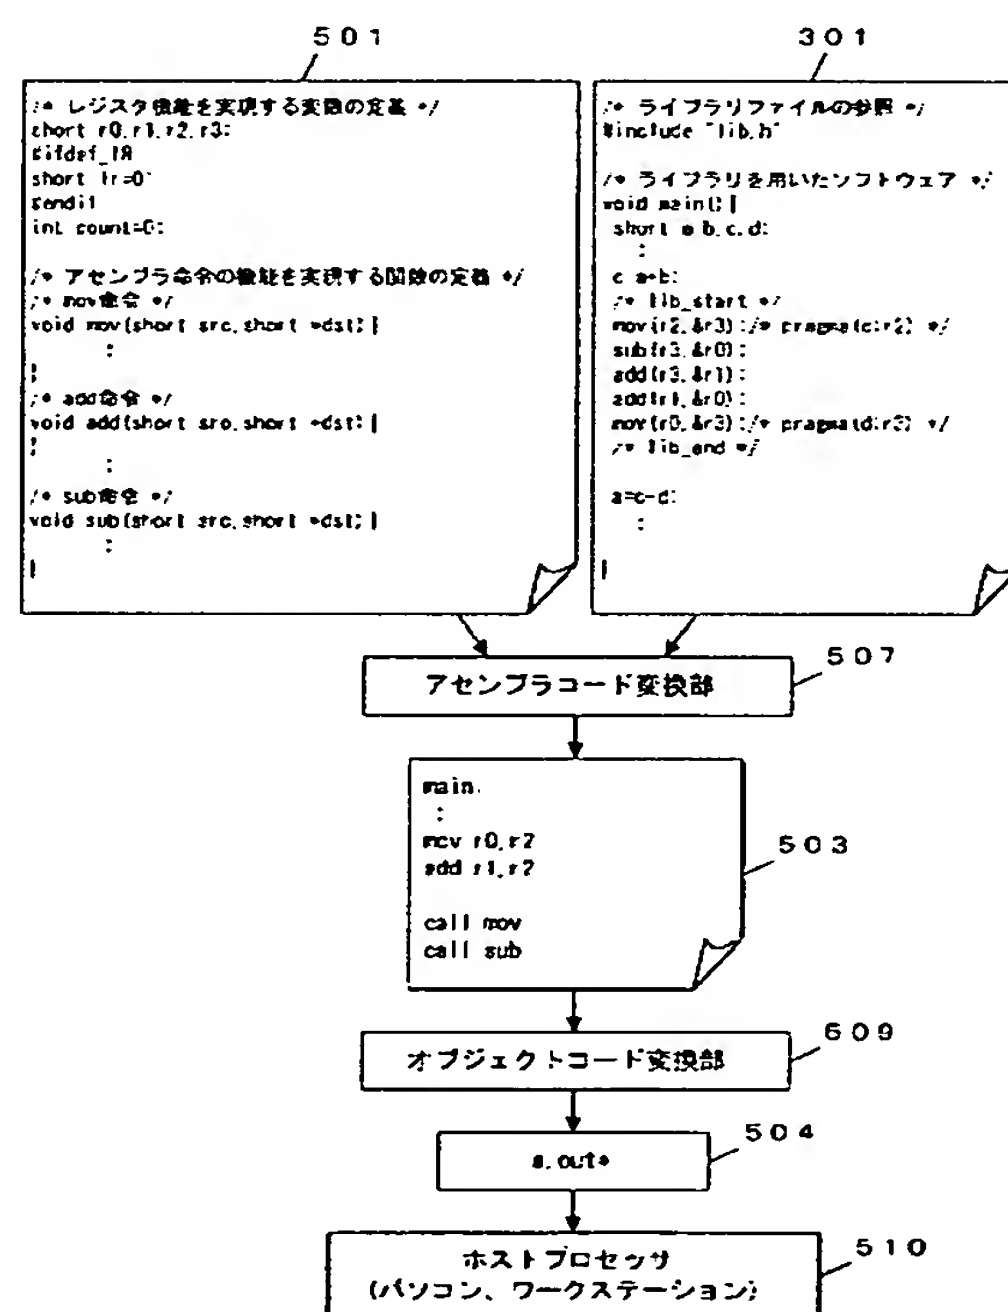 501
/* レジスタ機能を実現する変数の定義 */
short r0,r1,r2,r3;
#ifdef_IR
short Ir=0;
#endif
int count=0;
/* アセンブラ命令の機能を実現する関数の定義 */
/* mov命令 */
void mov(short src,short *dst){
:
}
/* add命令 */
void add(short src,short *dst){
}
:
/* sub命令 */
void sub(short src,short *dst){
:
}
301
/* ライブラリファイルの参照 */
#include "lib.h"
/* ライブラリを用いたソフトウェア */
void main(){
short a,b,c,d;
:
c=a+b;
/* lib_start */
mov(r2,&r3);/* pragma(c:r2) */
sub(r3,&r0);
add(r3,&r1);
add(r1,&r0);
mov(r0,&r3);/* pragma(d:r3) */
/* lib_end */
a=c-d;
:
}
507
アセンブラコード変換部
main:
:
mov r0,r2
add r1,r2
call mov
call sub
503
609
オブジェクトコード変換部
504
a.out*
510
ホストプロセッサ
(パソコン、ワークステーション)